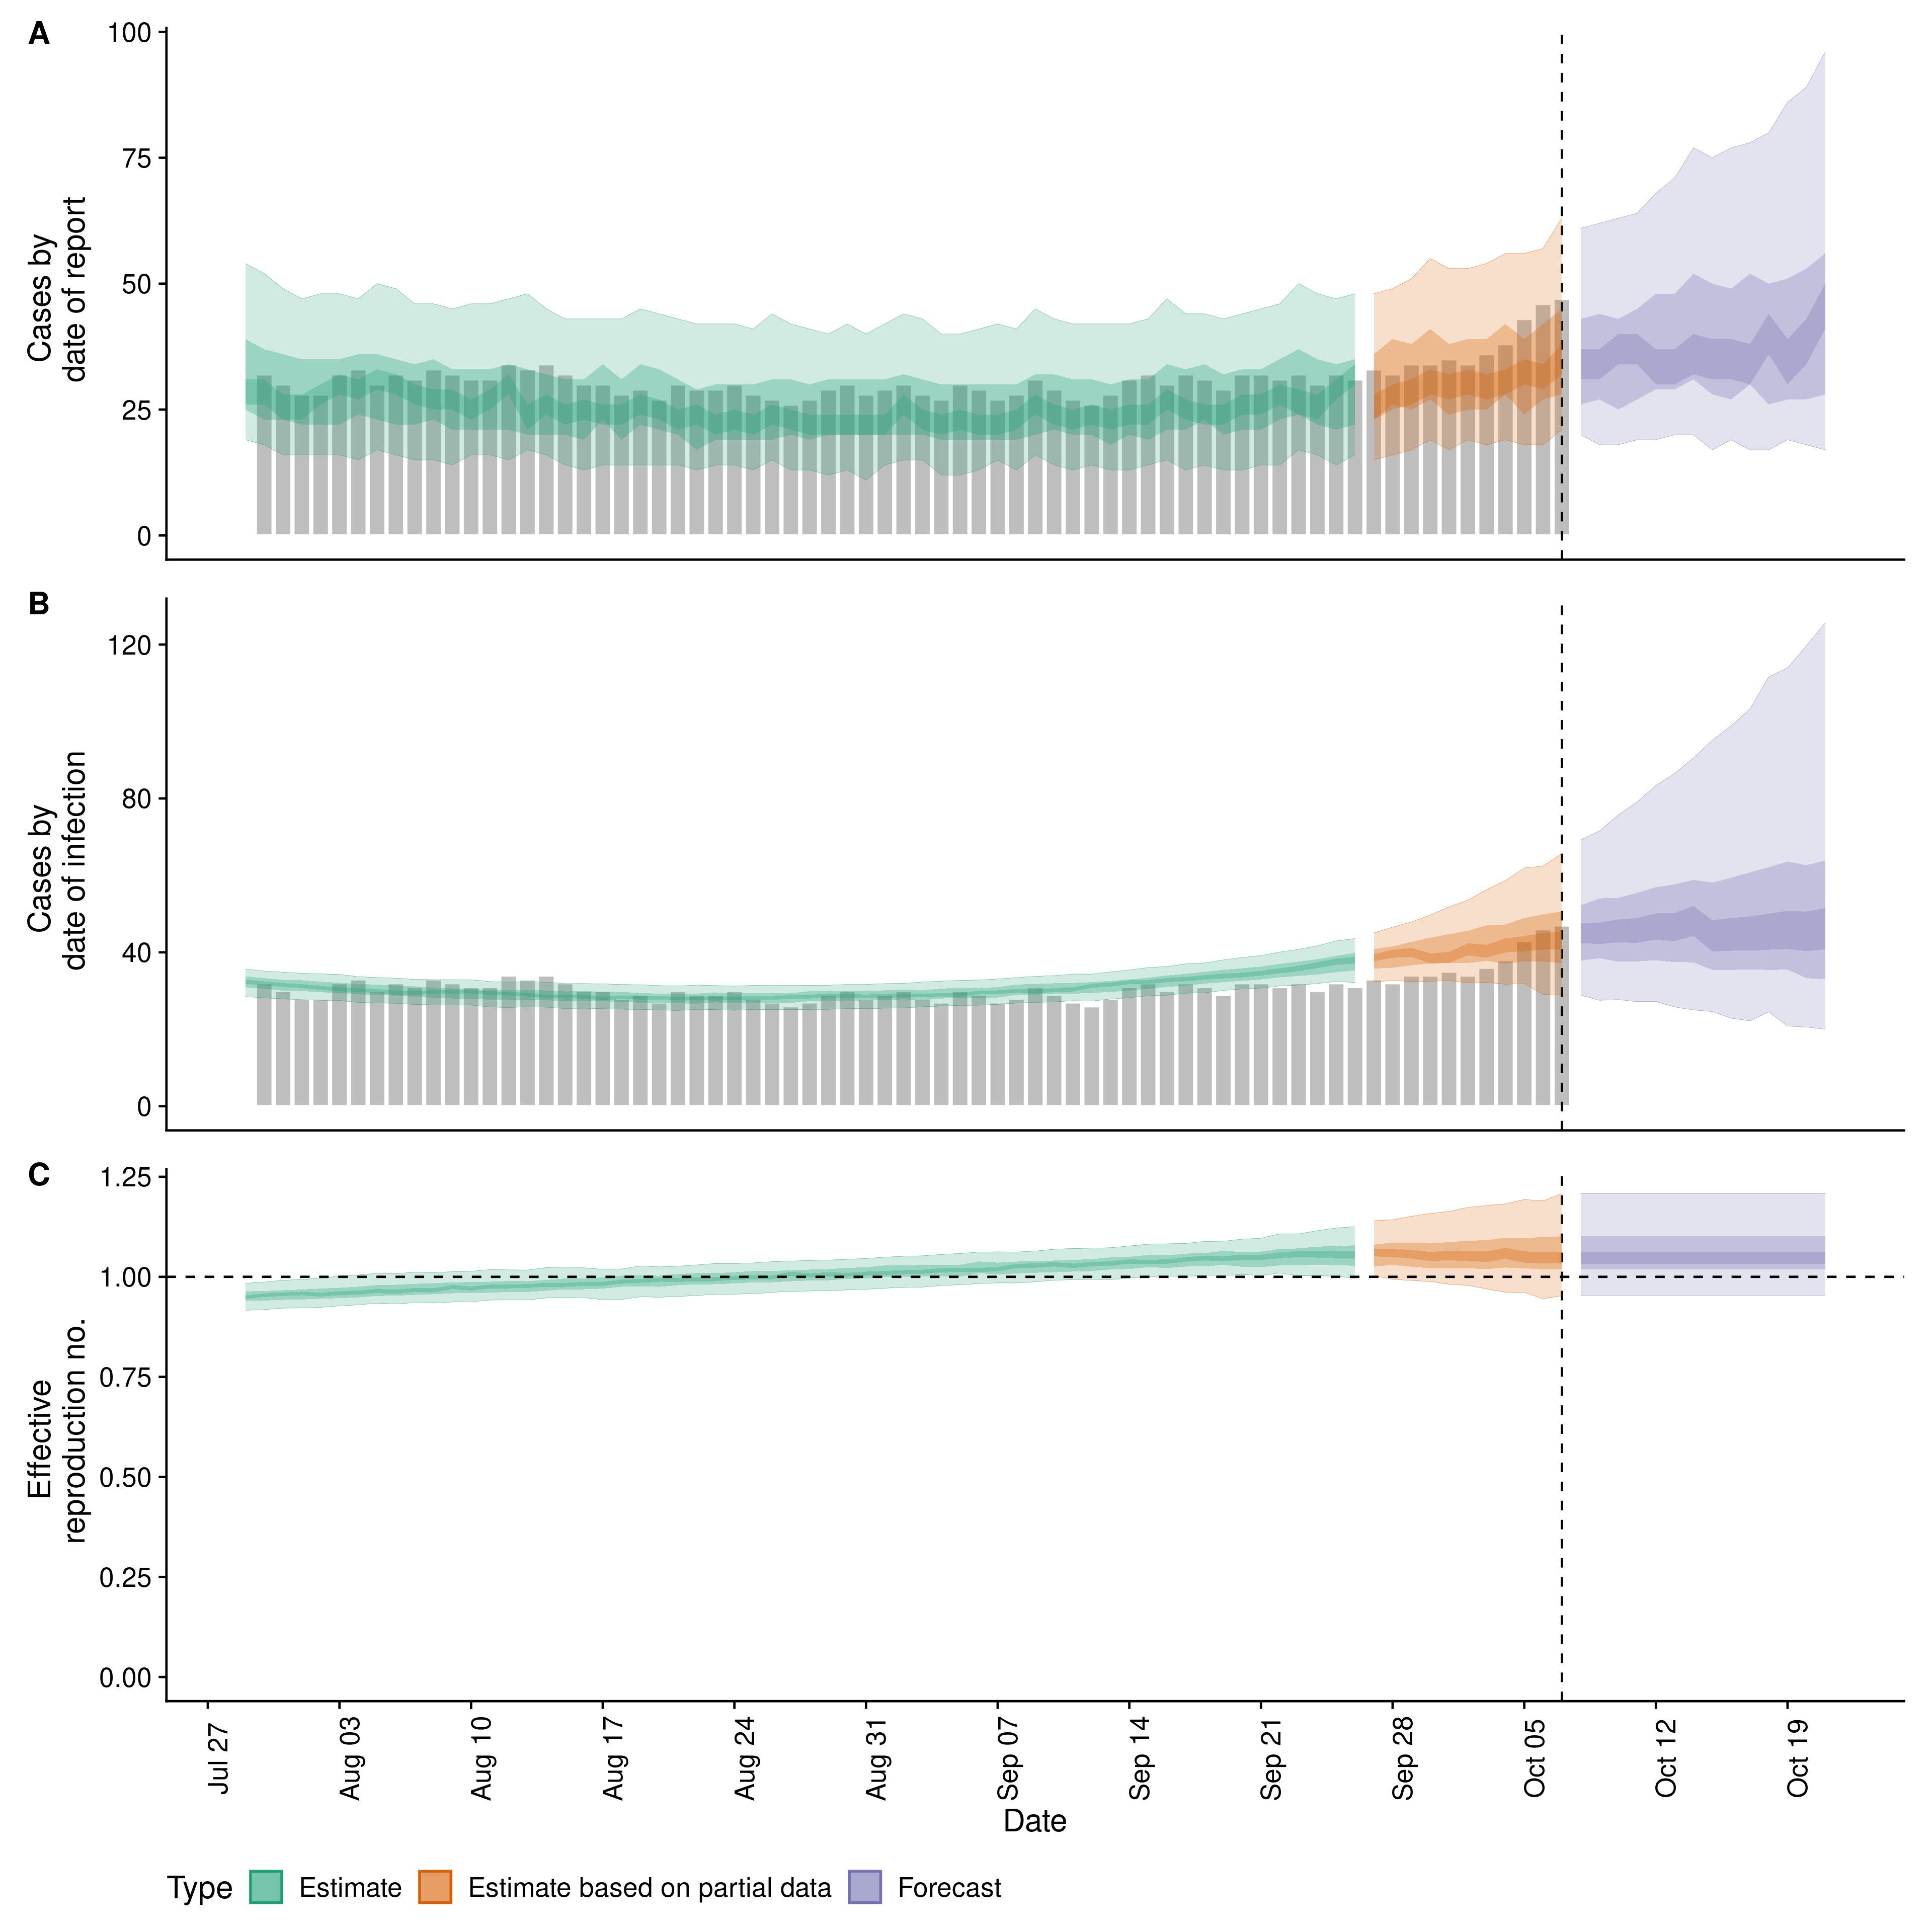 A
100
75
50
25
0
Cases by
date of report
B
120
80
40
0
Cases by
date of infection
C
1.25
1.00
0.75
0.50
0.25
0.00
Effective
reproduction no.
Jul 27
Aug 03
Aug 10
Aug 17
Aug 24
Aug 31
Sep 07
Sep 14
Sep 21
Sep 28
Oct 05
Oct 12
Oct 19
Date
Type Estimate Estimate based on partial data Forecast